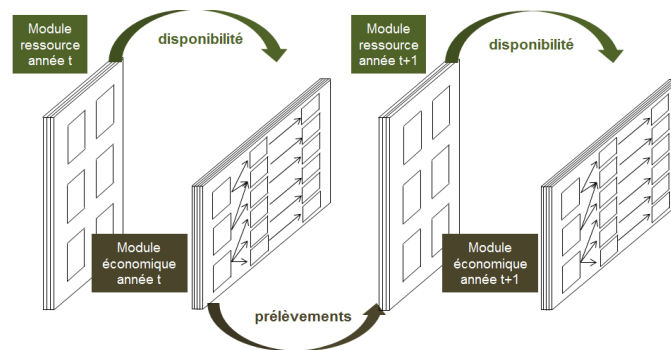 Module
ressource
année t
disponibilité
Module
ressource
année t+1
disponibilité
Module
économique
année t
prélèvements
Module
économique
année t+1